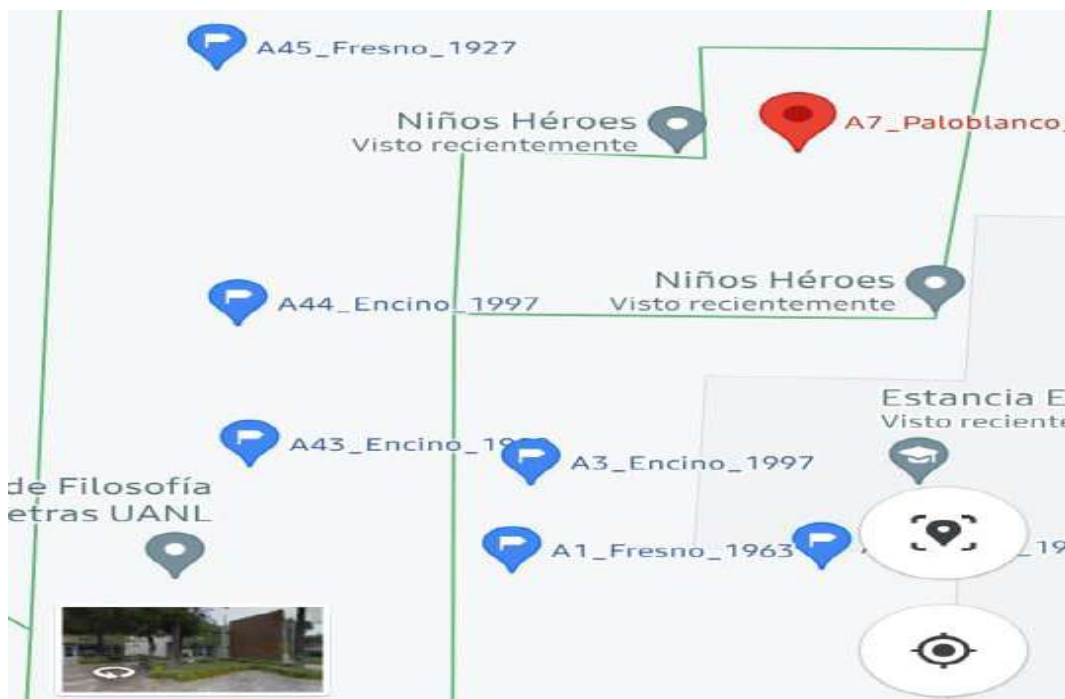 A45_Fresno_1927
Niños Héroes
Visto recientemente
A7_Paloblanco_
Niños Héroes
Visto recientemente
A44_Encino_1997
Estancia E
Visto reciente
A43_Encino_19
A3_Encino_1997
de Filosofía
etras UANL
A1_Fresno_1963